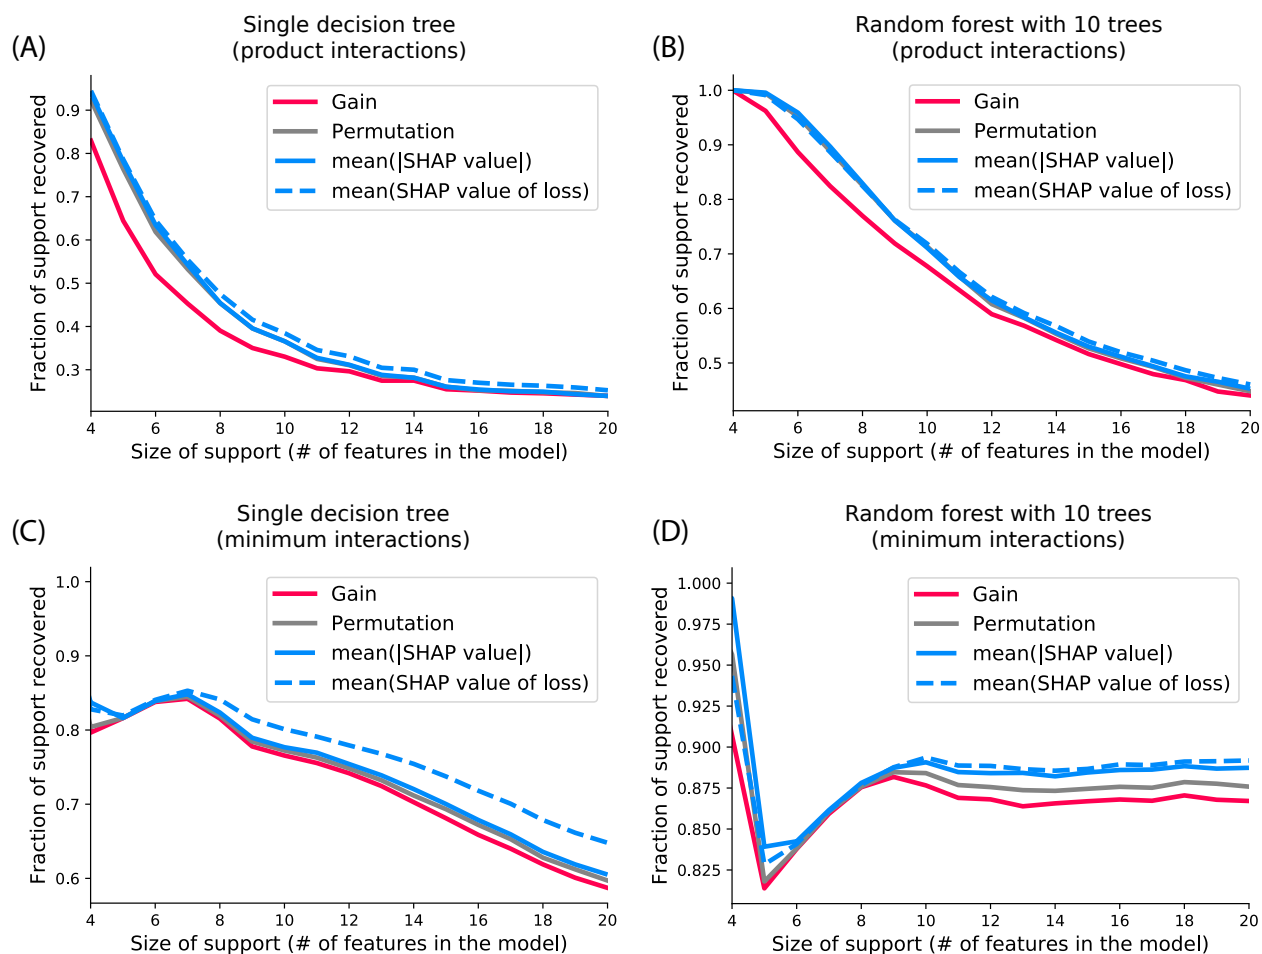 (A)
Single decision tree
(product interactions)
Fraction of support recovered
0.9
0.8
0.7
0.6
0.5
0.4
0.3
Gain
Permutation
mean(|SHAP value|)
mean(SHAP value of loss)
4 6 8 10 12 14 16 18 20
Size of support (# of features in the model)
(B)
Random forest with 10 trees
(product interactions)
Fraction of support recovered
1.0
0.9
0.8
0.7
0.6
0.5
Gain
Permutation
mean(|SHAP value|)
mean(SHAP value of loss)
4 6 8 10 12 14 16 18 20
Size of support (# of features in the model)
(C)
Single decision tree
(minimum interactions)
Fraction of support recovered
1.0
0.9
0.8
0.7
0.6
Gain
Permutation
mean(|SHAP value|)
mean(SHAP value of loss)
4 6 8 10 12 14 16 18 20
Size of support (# of features in the model)
(D)
Random forest with 10 trees
(minimum interactions)
Fraction of support recovered
1.000
0.975
0.950
0.925
0.900
0.875
0.850
0.825
Gain
Permutation
mean(|SHAP value|)
mean(SHAP value of loss)
4 6 8 10 12 14 16 18 20
Size of support (# of features in the model)